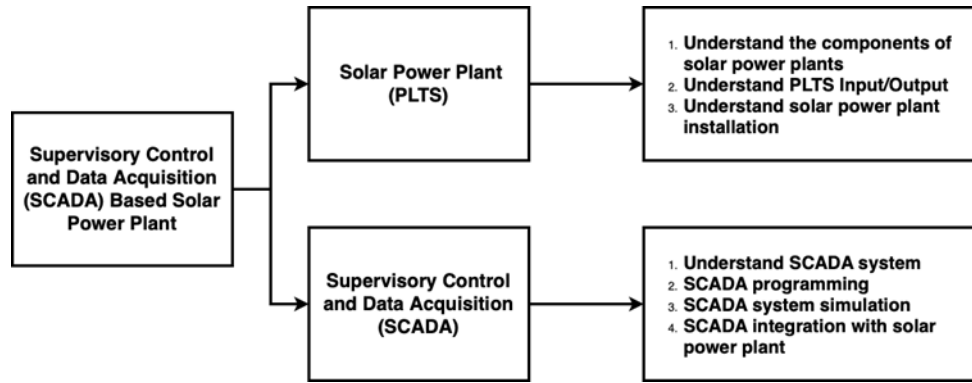 Supervisory Control
and Data Acquisition
(SCADA) Based Solar
Power Plant
Solar Power Plant
(PLTS)
1. Understand the components of
solar power plants
2. Understand PLTS Input/Output
3. Understand solar power plant
installation
Supervisory Control
and Data Acquisition
(SCADA)
1. Understand SCADA system
2. SCADA programming
3. SCADA system simulation
4. SCADA integration with solar
power plant